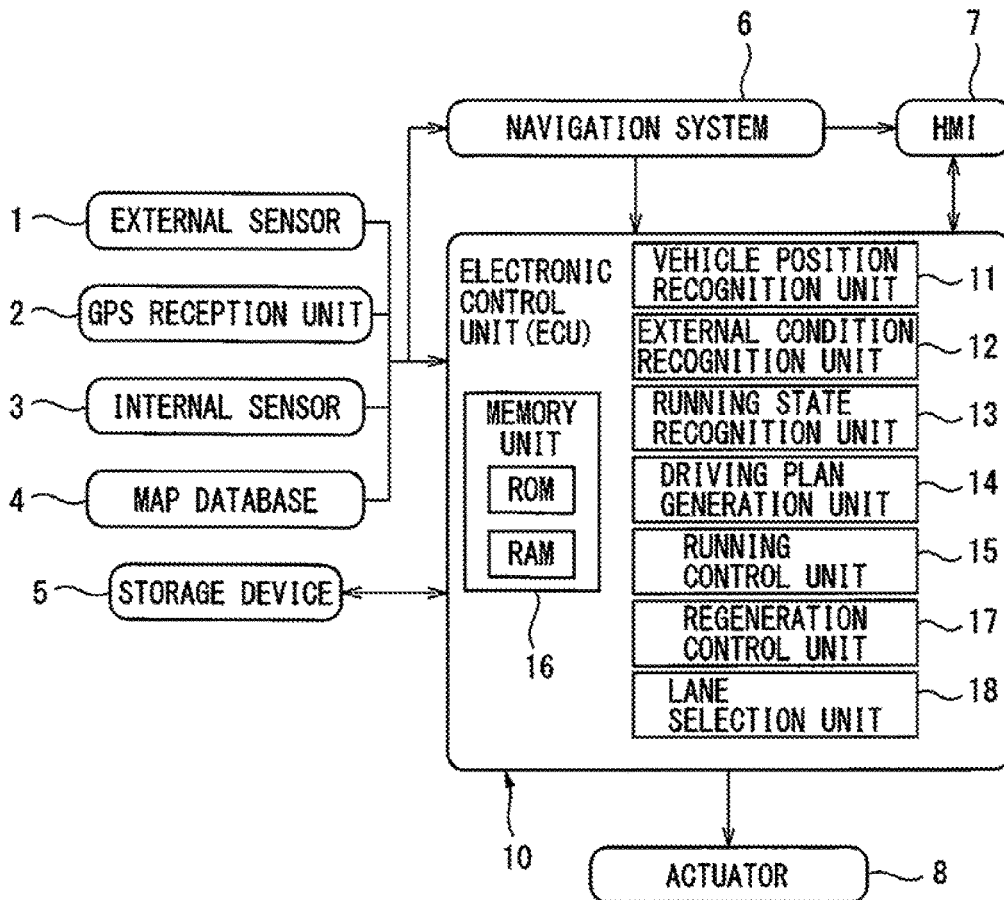 6
7
NAVIGATION SYSTEM
HMI
1
EXTERNAL SENSOR
2
GPS RECEPTION UNIT
3
INTERNAL SENSOR
4
MAP DATABASE
5
STORAGE DEVICE
ELECTRONIC
CONTROL
UNIT(ECU)
MEMORY
UNIT
ROM
RAM
16
VEHICLE POSITION
RECOGNITION UNIT
11
EXTERNAL CONDITION
RECOGNITION UNIT
12
RUNNING STATE
RECOGNITION UNIT
13
DRIVING PLAN
GENERATION UNIT
14
RUNNING
CONTROL UNIT
15
REGENERATION
CONTROL UNIT
17
LANE
SELECTION UNIT
18
10
ACTUATOR
8